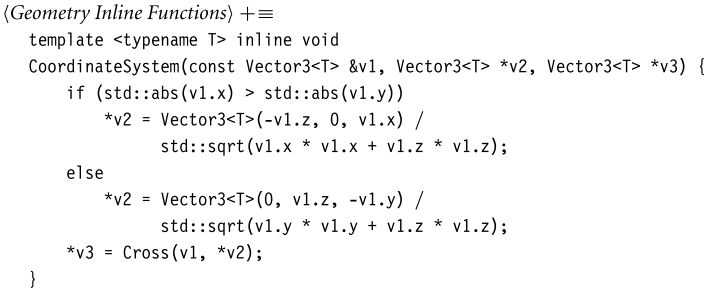 ⟨Geometry Inline Functions⟩ +≡
template <typename T> inline void
CoordinateSystem(const Vector3<T> &v1, Vector3<T> *v2, Vector3<T> *v3) {
    if (std::abs(v1.x) > std::abs(v1.y))
        *v2 = Vector3<T>(-v1.z, 0, v1.x) /
              std::sqrt(v1.x * v1.x + v1.z * v1.z);
    else
        *v2 = Vector3<T>(0, v1.z, -v1.y) /
              std::sqrt(v1.y * v1.y + v1.z * v1.z);
    *v3 = Cross(v1, *v2);
}